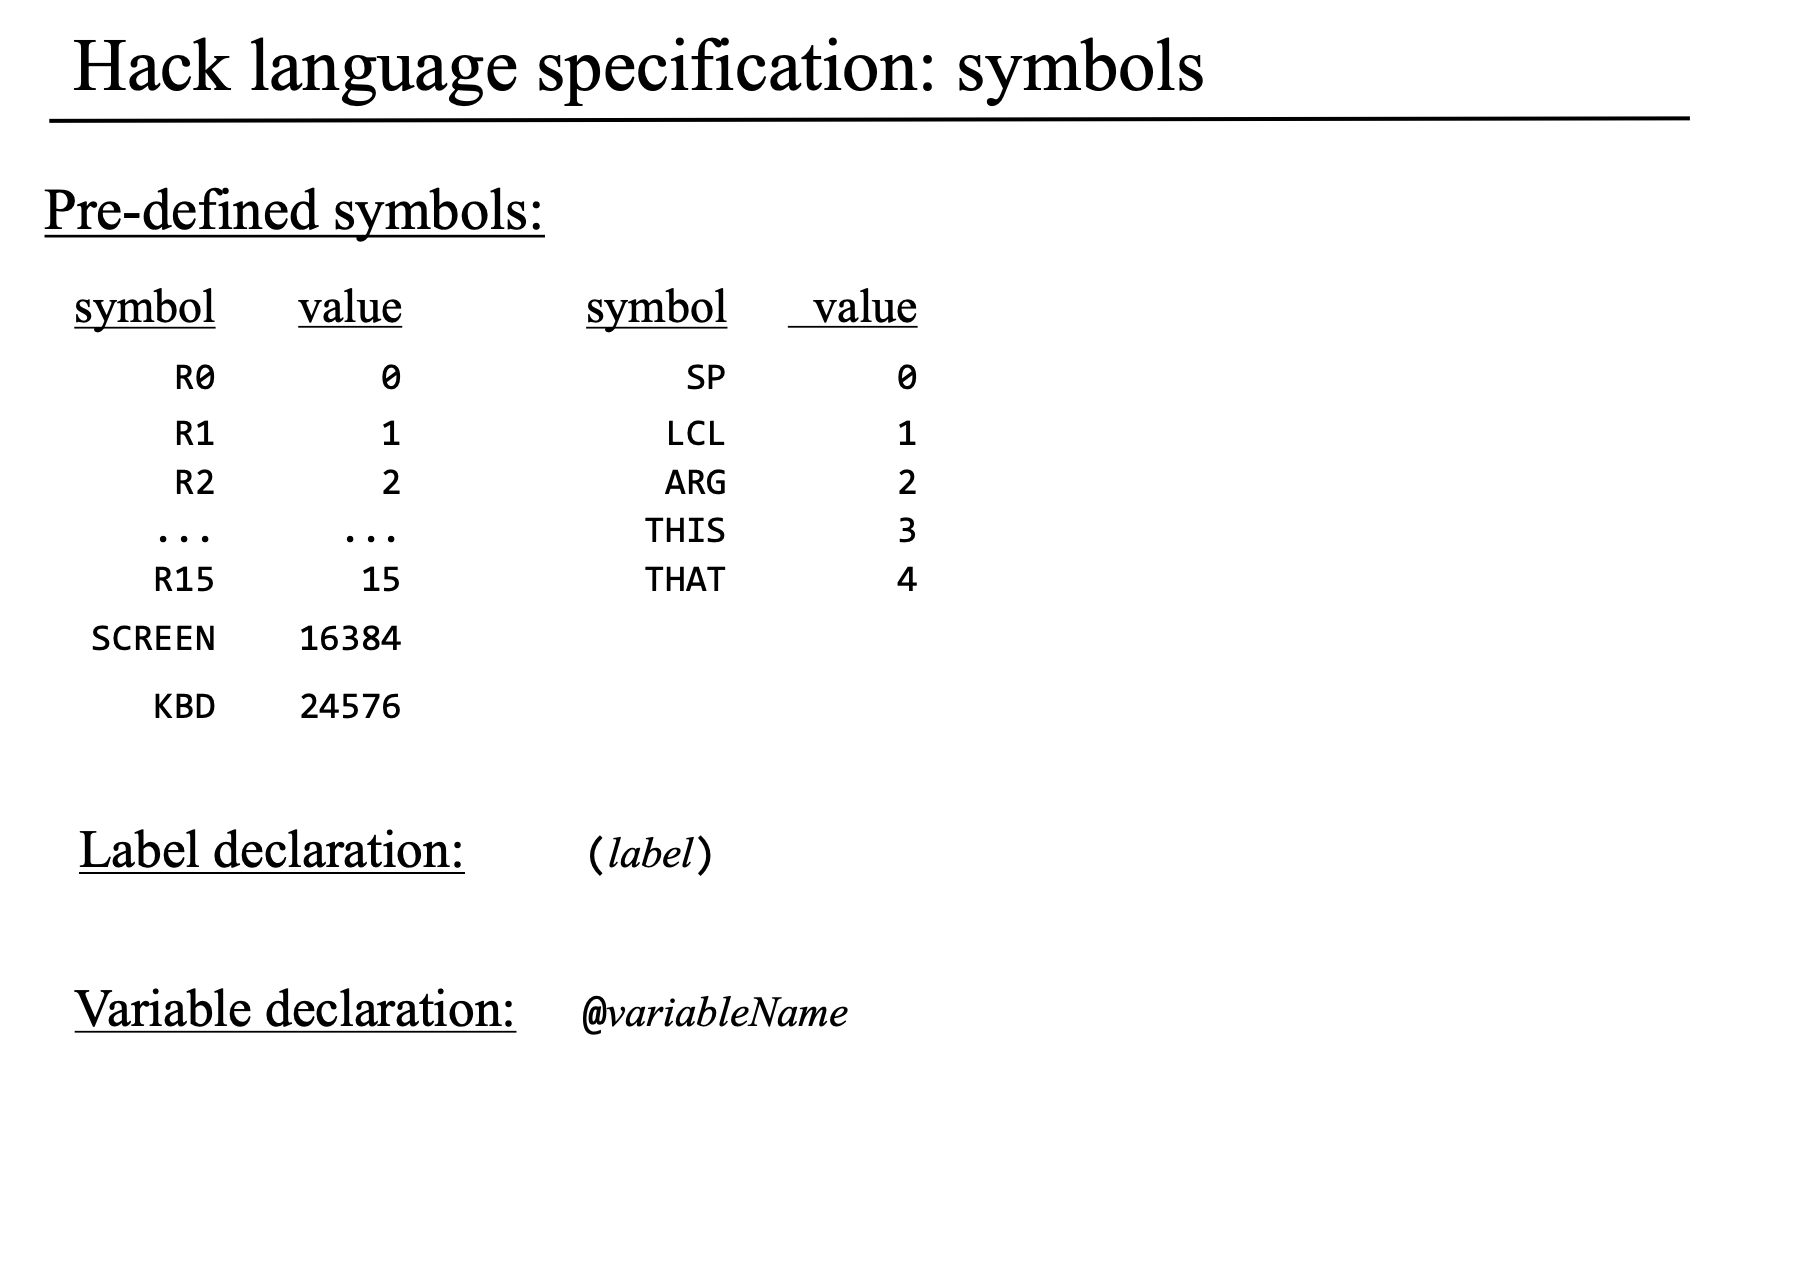 Hack language specification: symbols
Pre-defined symbols:
symbol value symbol value
R0 0 SP 0
R1 1 LCL 1
R2 2 ARG 2
... ... THIS 3
R15 15 THAT 4
SCREEN 16384
KBD 24576
Label declaration: (label)
Variable declaration: @variableName